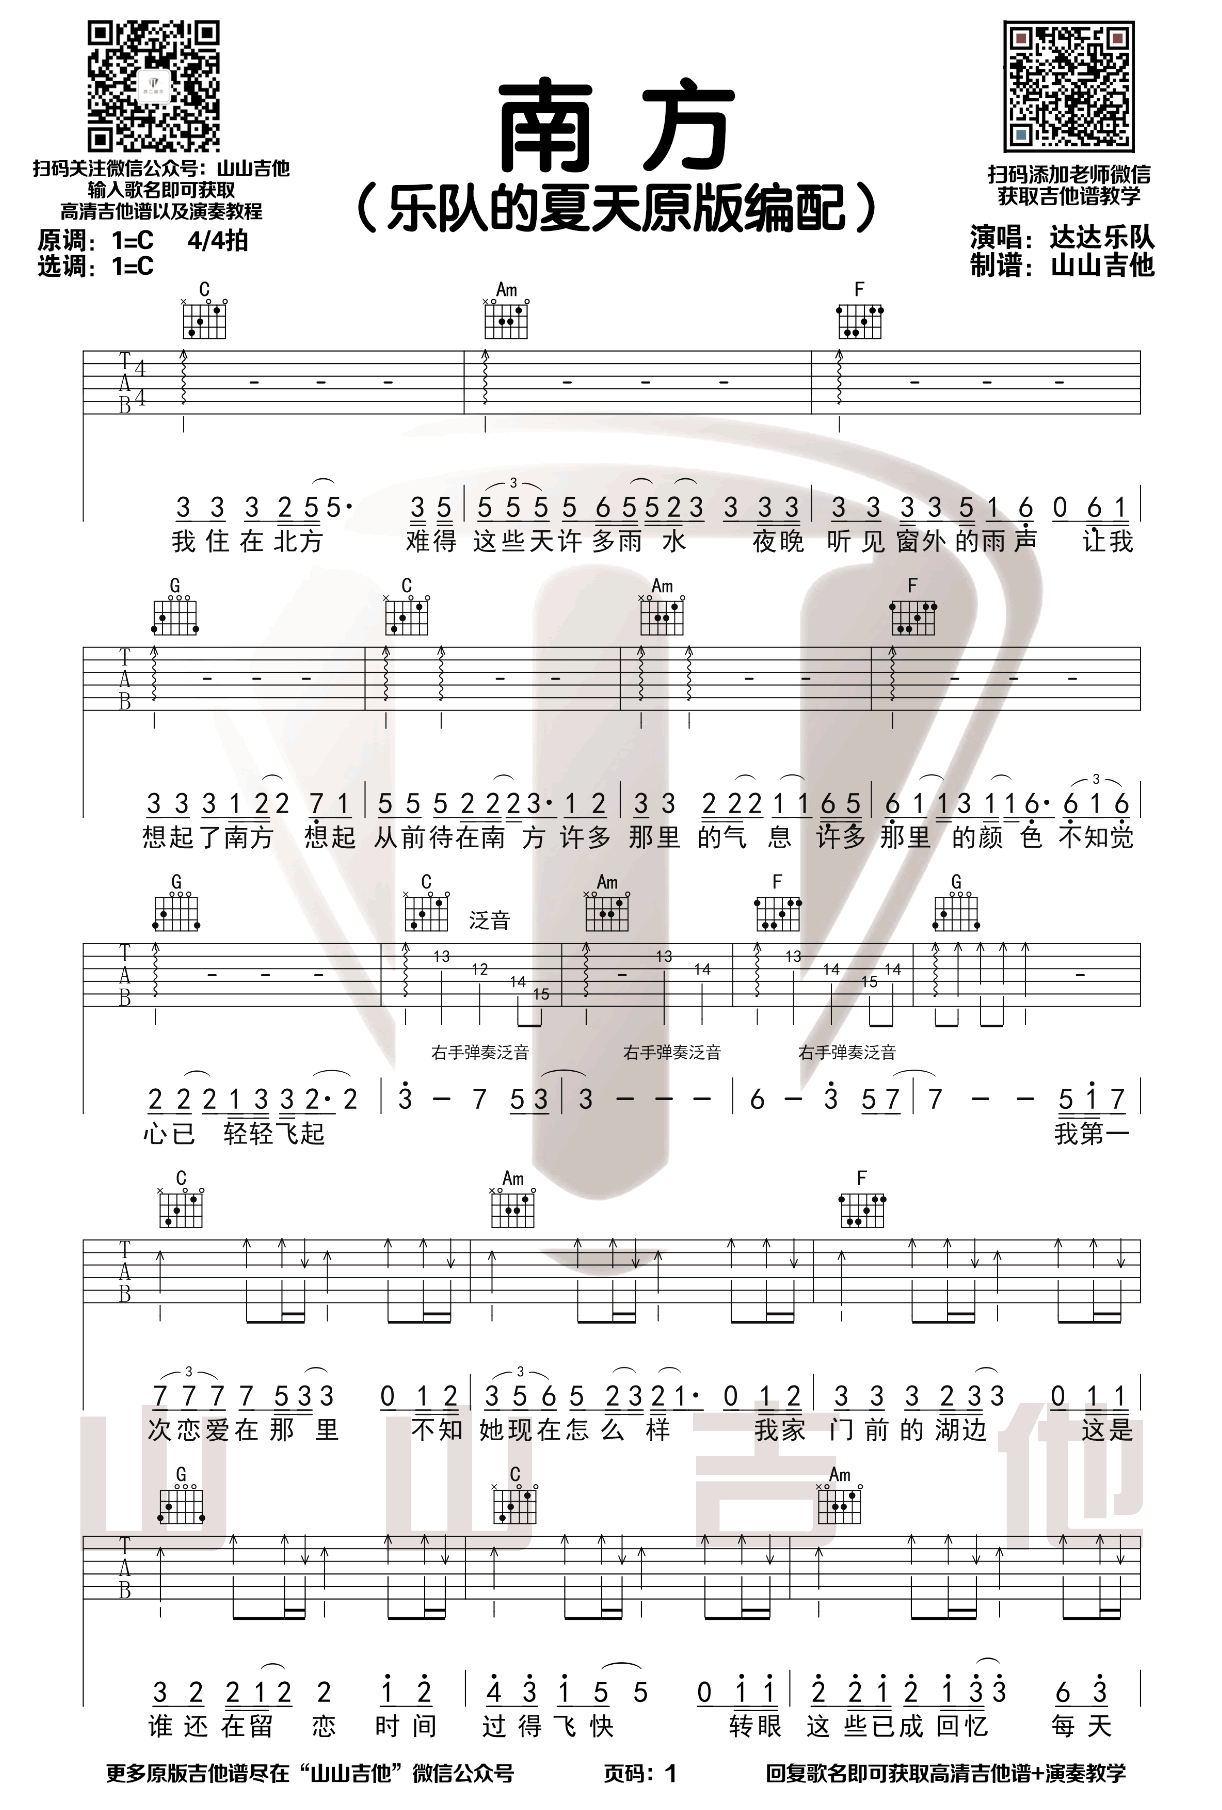 南 方
（乐队的夏天原版编配）
扫码关注微信公众号：山山吉他
输入歌名即可获取
高清吉他谱以及演奏教程
原调：1=C 4/4拍
选调：1=C
扫码添加老师微信
获取吉他谱教学
演唱：达达乐队
制谱：山山吉他
C Am F
T A B 4 4
3 3 3 2 5 5· 3 5 | 5 5 5 5 6 5 5 2 3 3 3 3 | 3 3 3 3 5 1 6 0 6 1
我 住 在 北 方 难得 这些天许多雨 水 夜晚 听 见 窗外的雨声 让我
G C Am F
T A B
3 3 3 1 2 2 7 1 | 5 5 5 2 2 2 3· 1 2 | 3 3 2 2 2 1 1 6 5 | 6 1 1 3 1 1 6· 6 1 6
想起了南方 想起 从前待在南 方 许多 那里 的气 息 许多 那里 的颜 色 不知觉
G C 泛音 Am F G
T A B 13 12 14 15 13 14 13 14 15 14
右手弹奏泛音 右手弹奏泛音 右手弹奏泛音
2 2 2 1 3 3 2· 2 | 3 – 7 5 3 | 3 – – – | 6 – 3 5 7 | 7 – – 5 1 7
心已 轻轻飞起 我第一
C Am F
T A B
7 7 7 7 5 3 3 0 1 2 | 3 5 6 5 2 3 2 1· 0 1 2 | 3 3 3 2 3 3 0 1 1
次恋爱在那 里 不知 她现在怎么 样 我家 门 前 的 湖边 这是
G C Am
T A B
3 2 2 1 2 2 1 2 | 4 3 1 5 5 0 1 1 | 2 2 1 2 1 3 3 6 3
谁 还 在留 恋 时 间 过 得 飞 快 转眼 这 些已成 回忆 每 天
山山吉他
更多原版吉他谱尽在“山山吉他”微信公众号 页码：1 回复歌名即可获取高清吉他谱+演奏教学